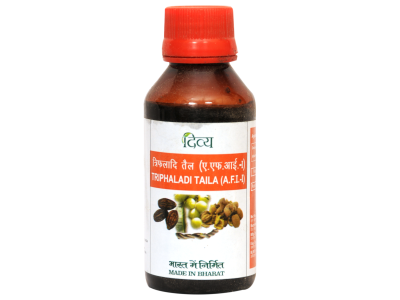 दिव्य
त्रिफलादि तैल (ए.एफ.आई.-I)
TRIPHALADI TAILA (A.F.I.-I)
भारत में निर्मित
MADE IN BHARAT